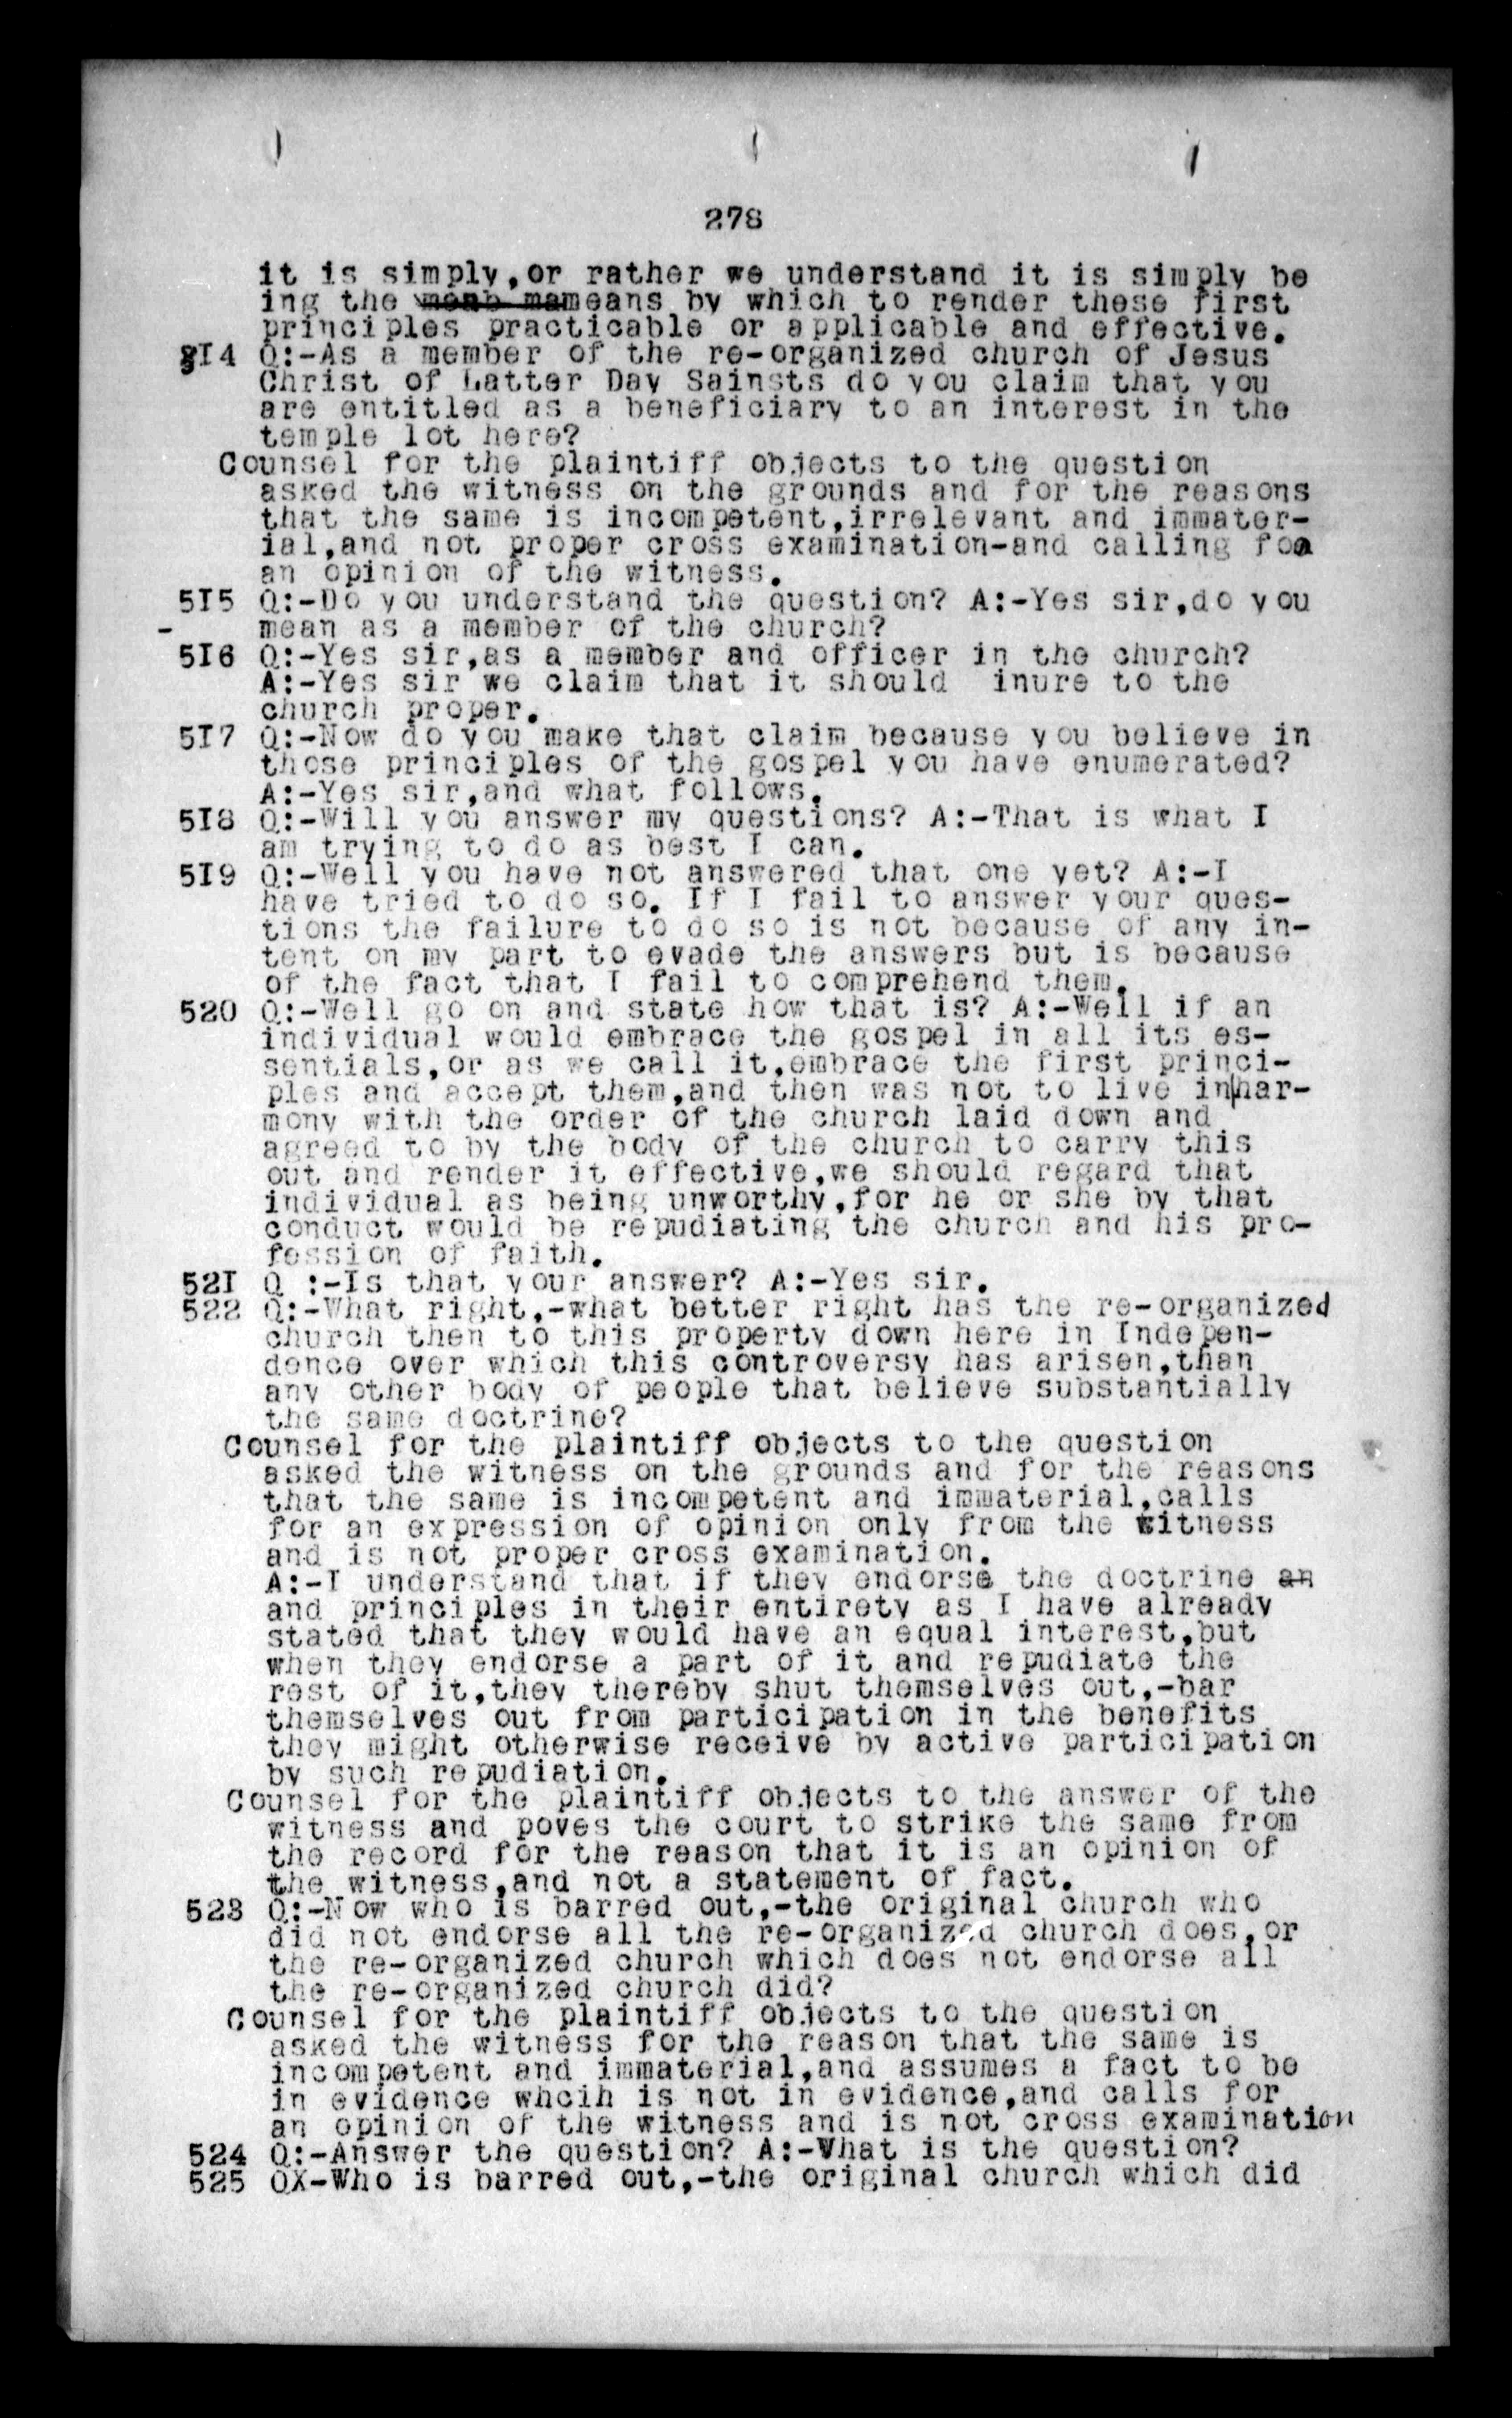 278
it is simply,or rather we understand it is simply be
ing the means by which to render these first
principles practicable or applicable and effective.
5I4 Q:-As a member of the re-organized church of Jesus
Christ of Latter Day Sainsts do you claim that you
are entitled as a beneficiary to an interest in the
temple lot here?
Counsel for the plaintiff objects to the question
asked the witness on the grounds and for the reasons
that the same is incompetent,irrelevant and immater-
ial,and not proper cross examination-and calling foa
an opinion of the witness.
5I5 Q:-Do you understand the question? A:-Yes sir,do you
mean as a member of the church?
5I6 Q:-Yes sir,as a member and officer in the church?
A:-Yes sir we claim that it should inure to the
church proper.
5I7 Q:-Now do you make that claim because you believe in
those principles of the gospel you have enumerated?
A:-Yes sir,and what follows.
5I8 Q:-Will you answer my questions? A:-That is what I
am trying to do as best I can.
5I9 Q:-Well you have not answered that one yet? A:-I
have tried to do so. If I fail to answer your ques-
tions the failure to do so is not because of any in-
tent on my part to evade the answers but is because
of the fact that I fail to comprehend them.
520 Q:-Well go on and state how that is? A:-Well if an
individual would embrace the gospel in all its es-
sentials,or as we call it,embrace the first princi-
ples and accept them,and then was not to live in|har-
mony with the order of the church laid down and
agreed to by the body of the church to carry this
out and render it effective,we should regard that
individual as being unworthy,for he or she by that
conduct would be repudiating the church and his pro-
fession of faith.
52I Q :-Is that your answer? A:-Yes sir.
522 Q:-What right,-what better right has the re-organized
church then to this property down here in Indepen-
dence over which this controversy has arisen,than
any other body of people that believe substantially
the same doctrine?
Counsel for the plaintiff objects to the question
asked the witness on the grounds and for the reasons
that the same is incompetent and immaterial,calls
for an expression of opinion only from the witness
and is not proper cross examination.
A:-I understand that if they endorse the doctrine an
and principles in their entirety as I have already
stated that they would have an equal interest,but
when they endorse a part of it and repudiate the
rest of it,they thereby shut themselves out,-bar
themselves out from participation in the benefits
they might otherwise receive by active participation
by such repudiation.
Counsel for the plaintiff objects to the answer of the
witness and poves the court to strike the same from
the record for the reason that it is an opinion of
the witness,and not a statement of fact.
523 Q:-Now who is barred out,-the original church who
did not endorse all the re-organized church does,or
the re-organized church which does not endorse all
the re-organized church did?
Counsel for the plaintiff objects to the question
asked the witness for the reason that the same is
incompetent and immaterial,and assumes a fact to be
in evidence whcih is not in evidence,and calls for
an opinion of the witness and is not cross examination
524 Q:-Answer the question? A:-What is the question?
525 QX-Who is barred out,-the original church which did